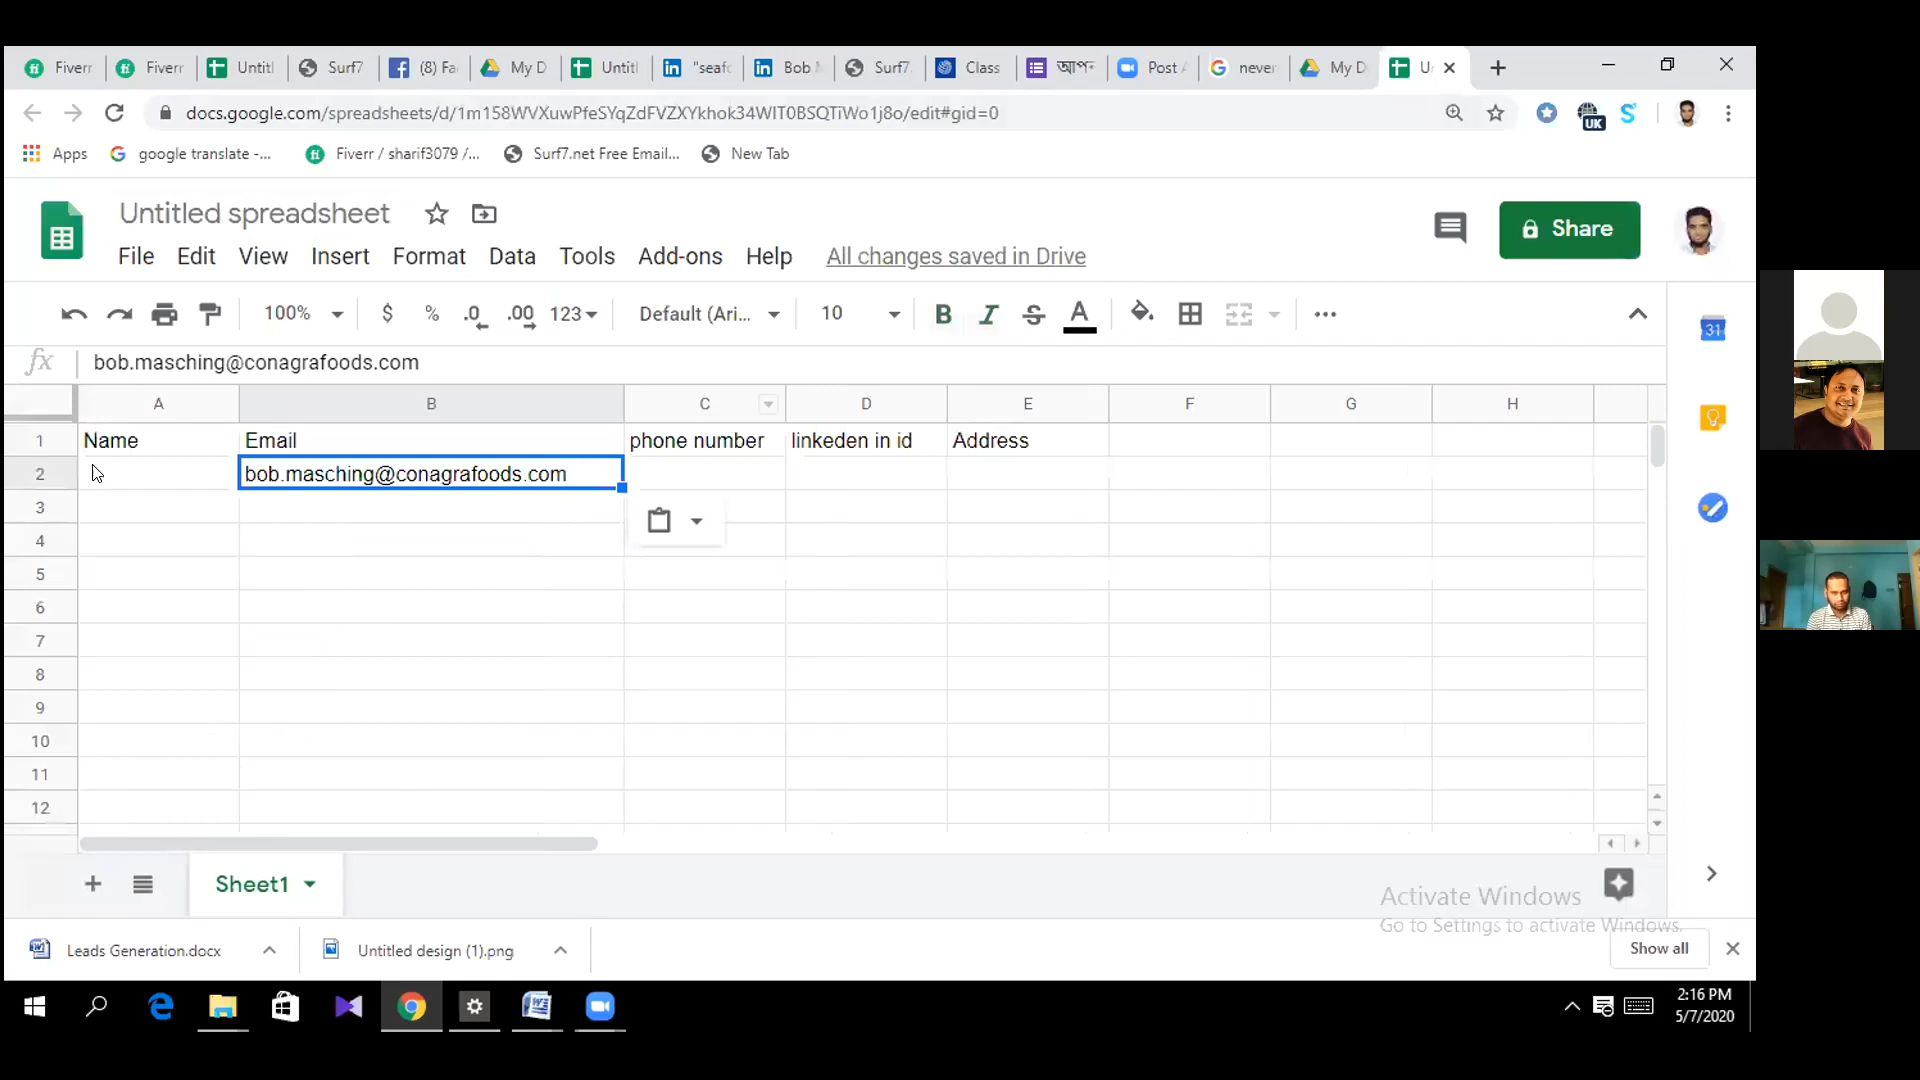 Fiverr
Fiverr
Untitl
Surf7
(8) Fa
My D
Untitl
"seafo
Bob M
Surf7.
Class
আপন
Post A
never
My D
docs.google.com/spreadsheets/d/1m158WVXuwPfeSYqZdFVZXYkhok34WIT0BSQTiWo1j8o/edit#gid=0
UK
Apps
google translate -...
Fiverr / sharif3079 /...
Surf7.net Free Email...
New Tab
Untitled spreadsheet
Share
File Edit View Insert Format Data Tools Add-ons Help All changes saved in Drive
100% $ % .0 .00 123 Default (Ari... 10 B I S A
31
fx bob.masching@conagrafoods.com
A B C D E F G H
1 Name Email phone number linkeden in id Address
2 bob.masching@conagrafoods.com
3
4
5
6
7
8
9
10
11
12
Sheet1
Activate Windows
Go to Settings to activate Windows.
Leads Generation.docx
Untitled design (1).png
Show all
2:16 PM
5/7/2020